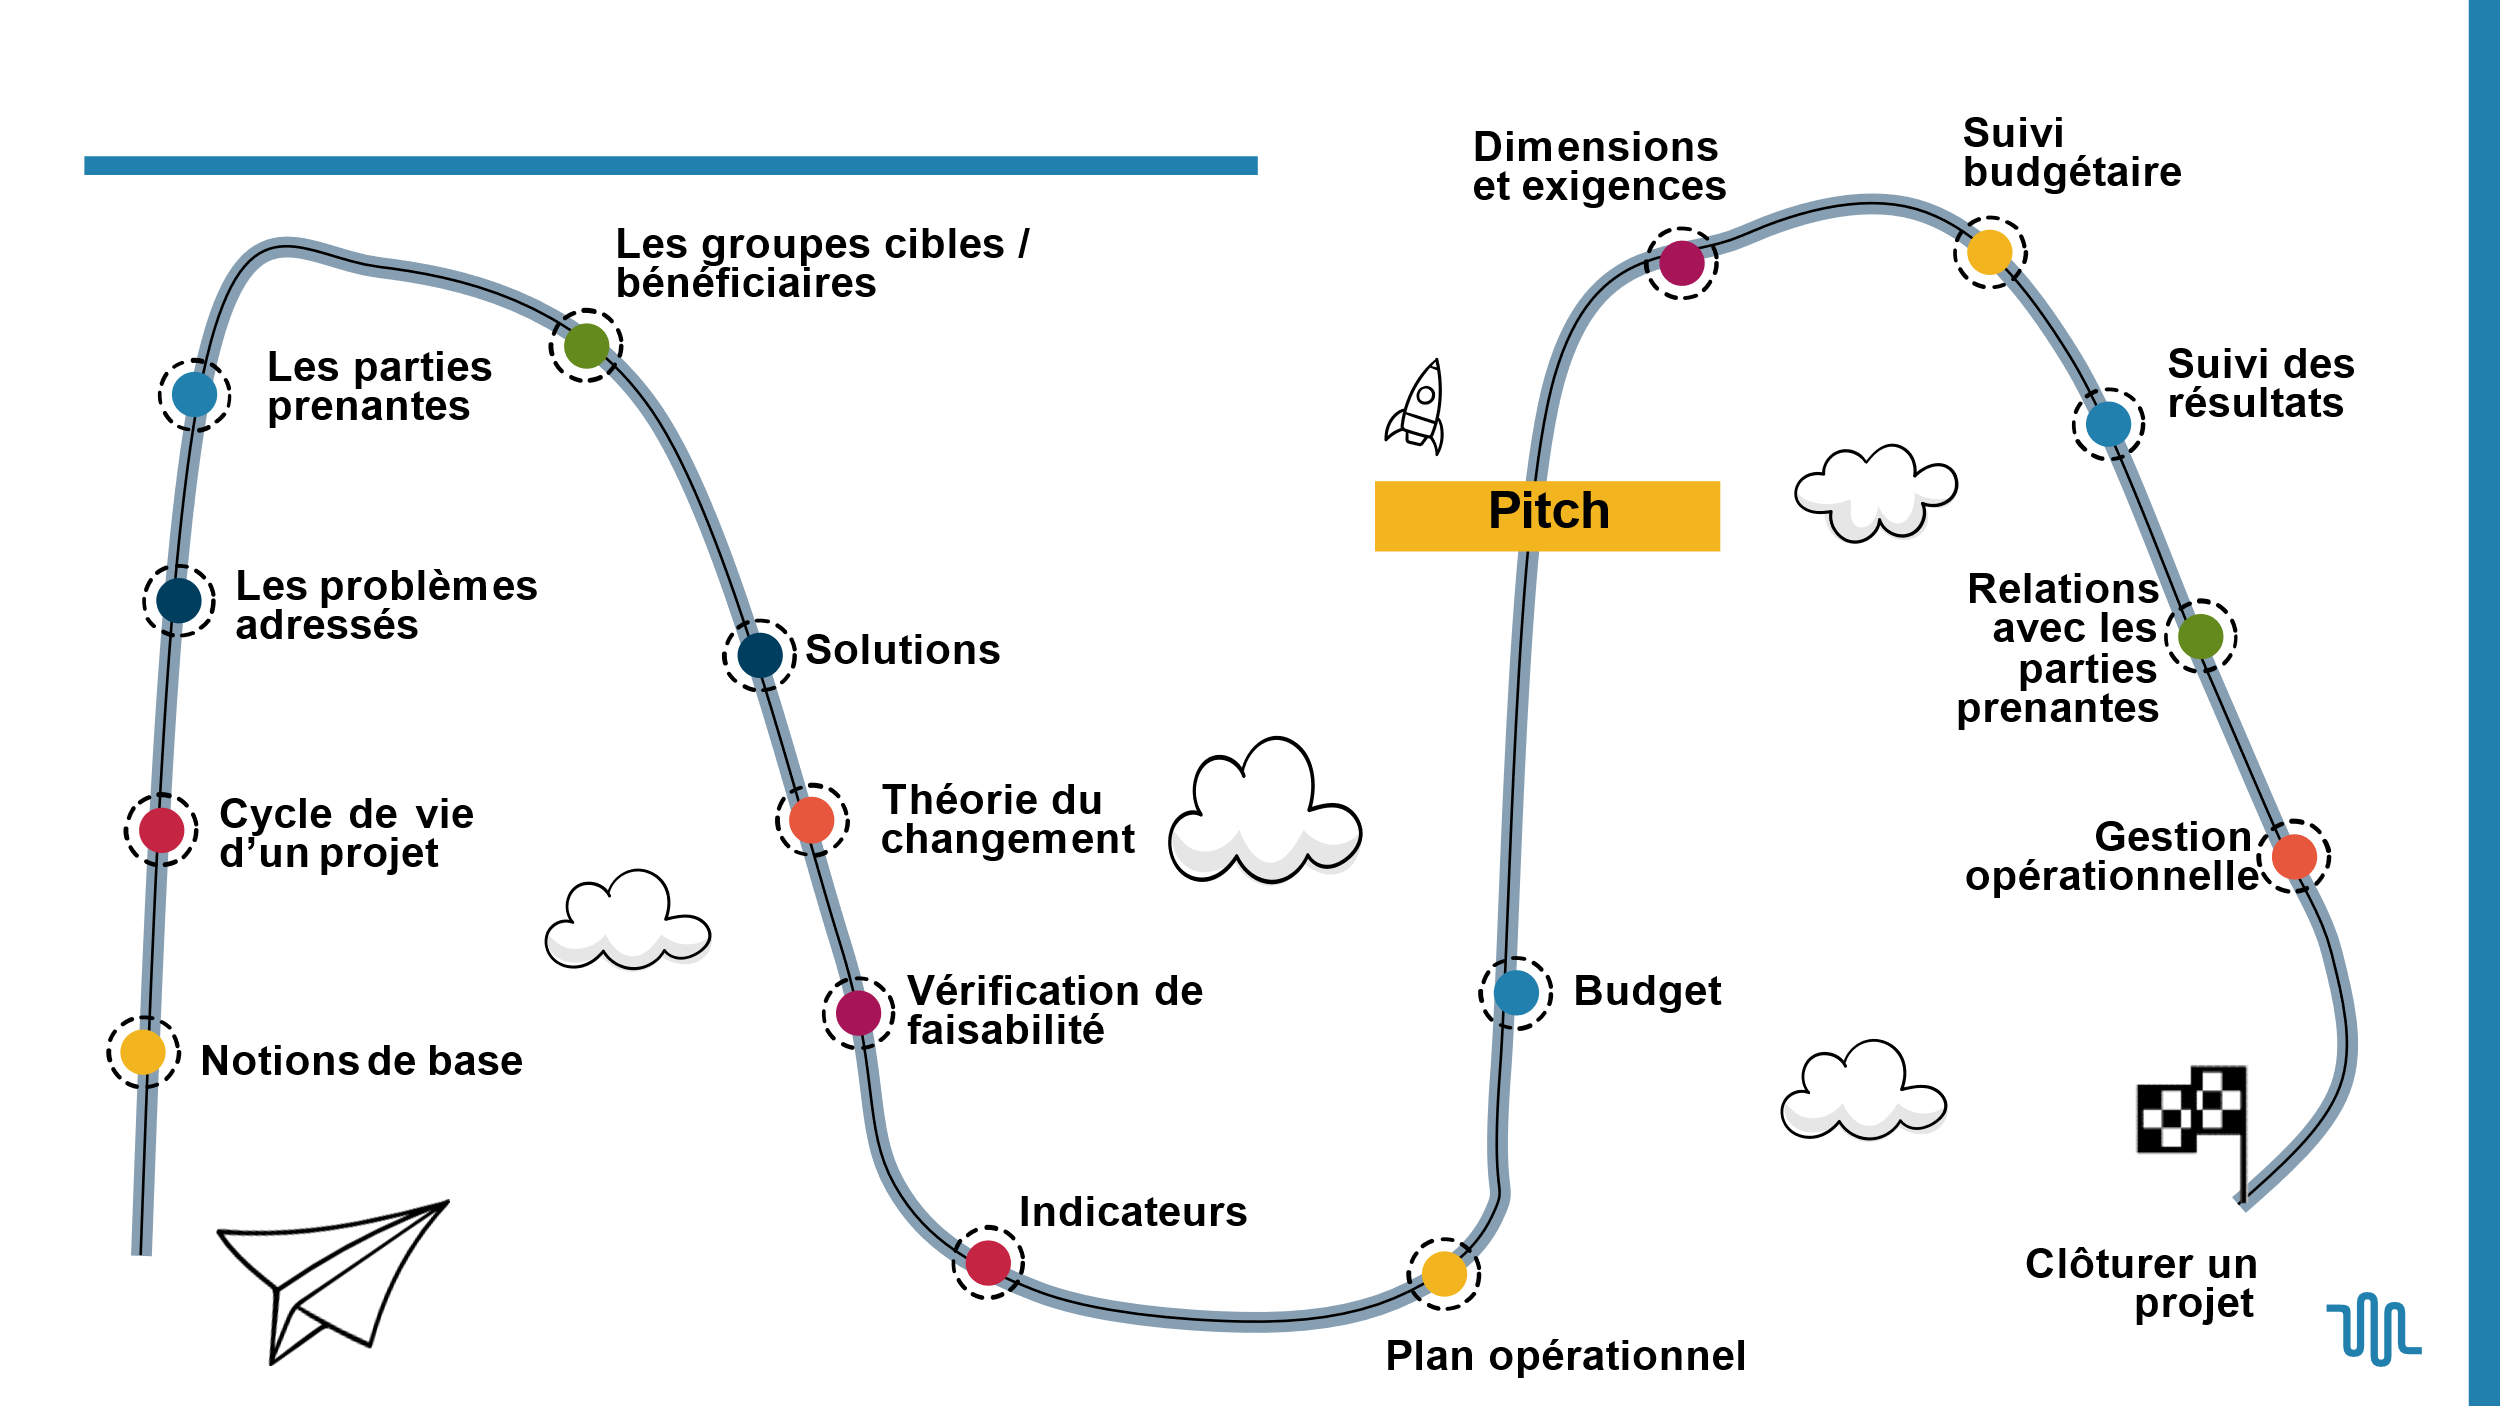 Dimensions
et exigences
Suivi
budgétaire
Les groupes cibles /
bénéficiaires
Les parties
prenantes
Suivi des
résultats
Pitch
Les problèmes
adressés
Solutions
Relations
avec les
parties
prenantes
Cycle de vie
d’un projet
Théorie du
changement
Gestion
opérationnelle
Vérification de
faisabilité
Budget
Notions de base
Indicateurs
Clôturer un
projet
Plan opérationnel